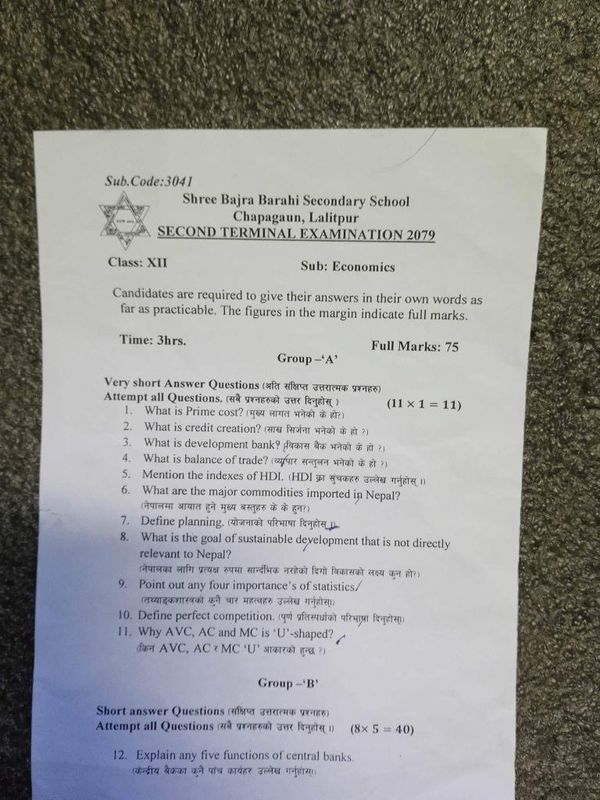 Sub.Code:3041
Shree Bajra Barahi Secondary School
Chapagaun, Lalitpur
SECOND TERMINAL EXAMINATION 2079
Class: XII Sub: Economics
Candidates are required to give their answers in their own words as
far as practicable. The figures in the margin indicate full marks.
Time: 3hrs. Full Marks: 75
Group –‘A’
Very short Answer Questions (अति संक्षिप्त उत्तरात्मक प्रश्नहरु)
Attempt all Questions. (सबै प्रश्नहरुको उत्तर दिनुहोस् ) (11 × 1 = 11)
1. What is Prime cost? (मुख्य लागत भनेको के हो?)
2. What is credit creation? (साख सिर्जना भनेको के हो ?)
3. What is development bank? (विकास बैंक भनेको के हो ?)
4. What is balance of trade? (व्यापार सन्तुलन भनेको के हो ?)
5. Mention the indexes of HDI. (HDI का सुचकहरु उल्लेख गर्नुहोस् ।)
6. What are the major commodities imported in Nepal?
(नेपालमा आयात हुने मुख्य बस्तुहरु के के हुन?)
7. Define planning. (योजनाको परिभाषा दिनुहोस् ।)
8. What is the goal of sustainable development that is not directly
relevant to Nepal?
(नेपालका लागि प्रत्यक्ष रुपमा सान्र्दभिक नरहेको दिगो विकासको लक्ष्य कुन हो?)
9. Point out any four importance’s of statistics
(तथ्याङ्कशास्त्रको कुनै चार महत्वहरु उल्लेख गर्नुहोस्।)
10. Define perfect competition. (पुर्ण प्रतिस्पर्धाको परिभाषा दिनुहोस्।)
11. Why AVC, AC and MC is ‘U’-shaped?
(किन AVC, AC र MC ‘U’ आकारको हुन्छ ?)
Group –‘B’
Short answer Questions (संक्षिप्त उत्तरात्मक प्रश्नहरु)
Attempt all Questions (सबै प्रश्नहरुको उत्तर दिनुहोस् ।) (8× 5 = 40)
12. Explain any five functions of central banks.
(केन्द्रीय बैंकका कुनै पाँच कार्यहरु उल्लेख गर्नुहोस्।)